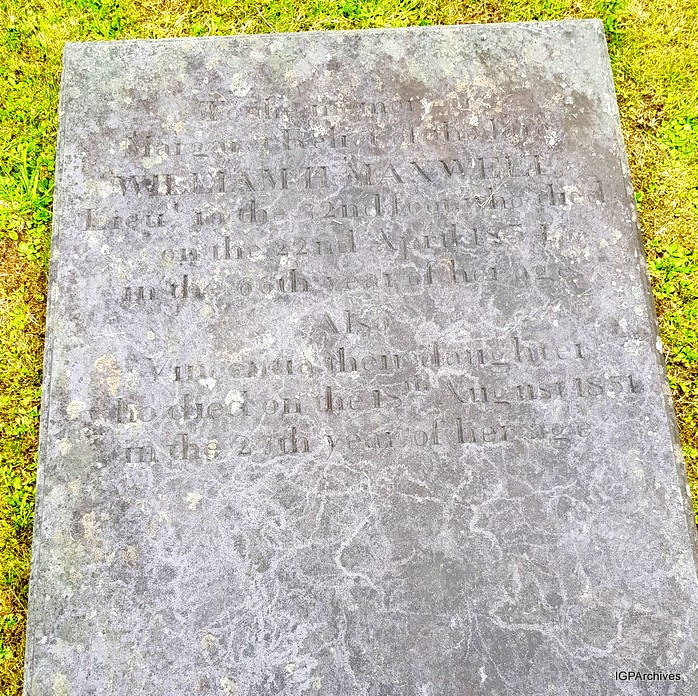 To the memory
Margaret Relict of the late
WILLIAM H MAXWELL
Lieut in the 32nd foot who died
on the 22nd April
in the 66th year of her age
Also
Vincentia their daughter
who died on the 18th August 1851
in the 27th year of her age
IGPArchives